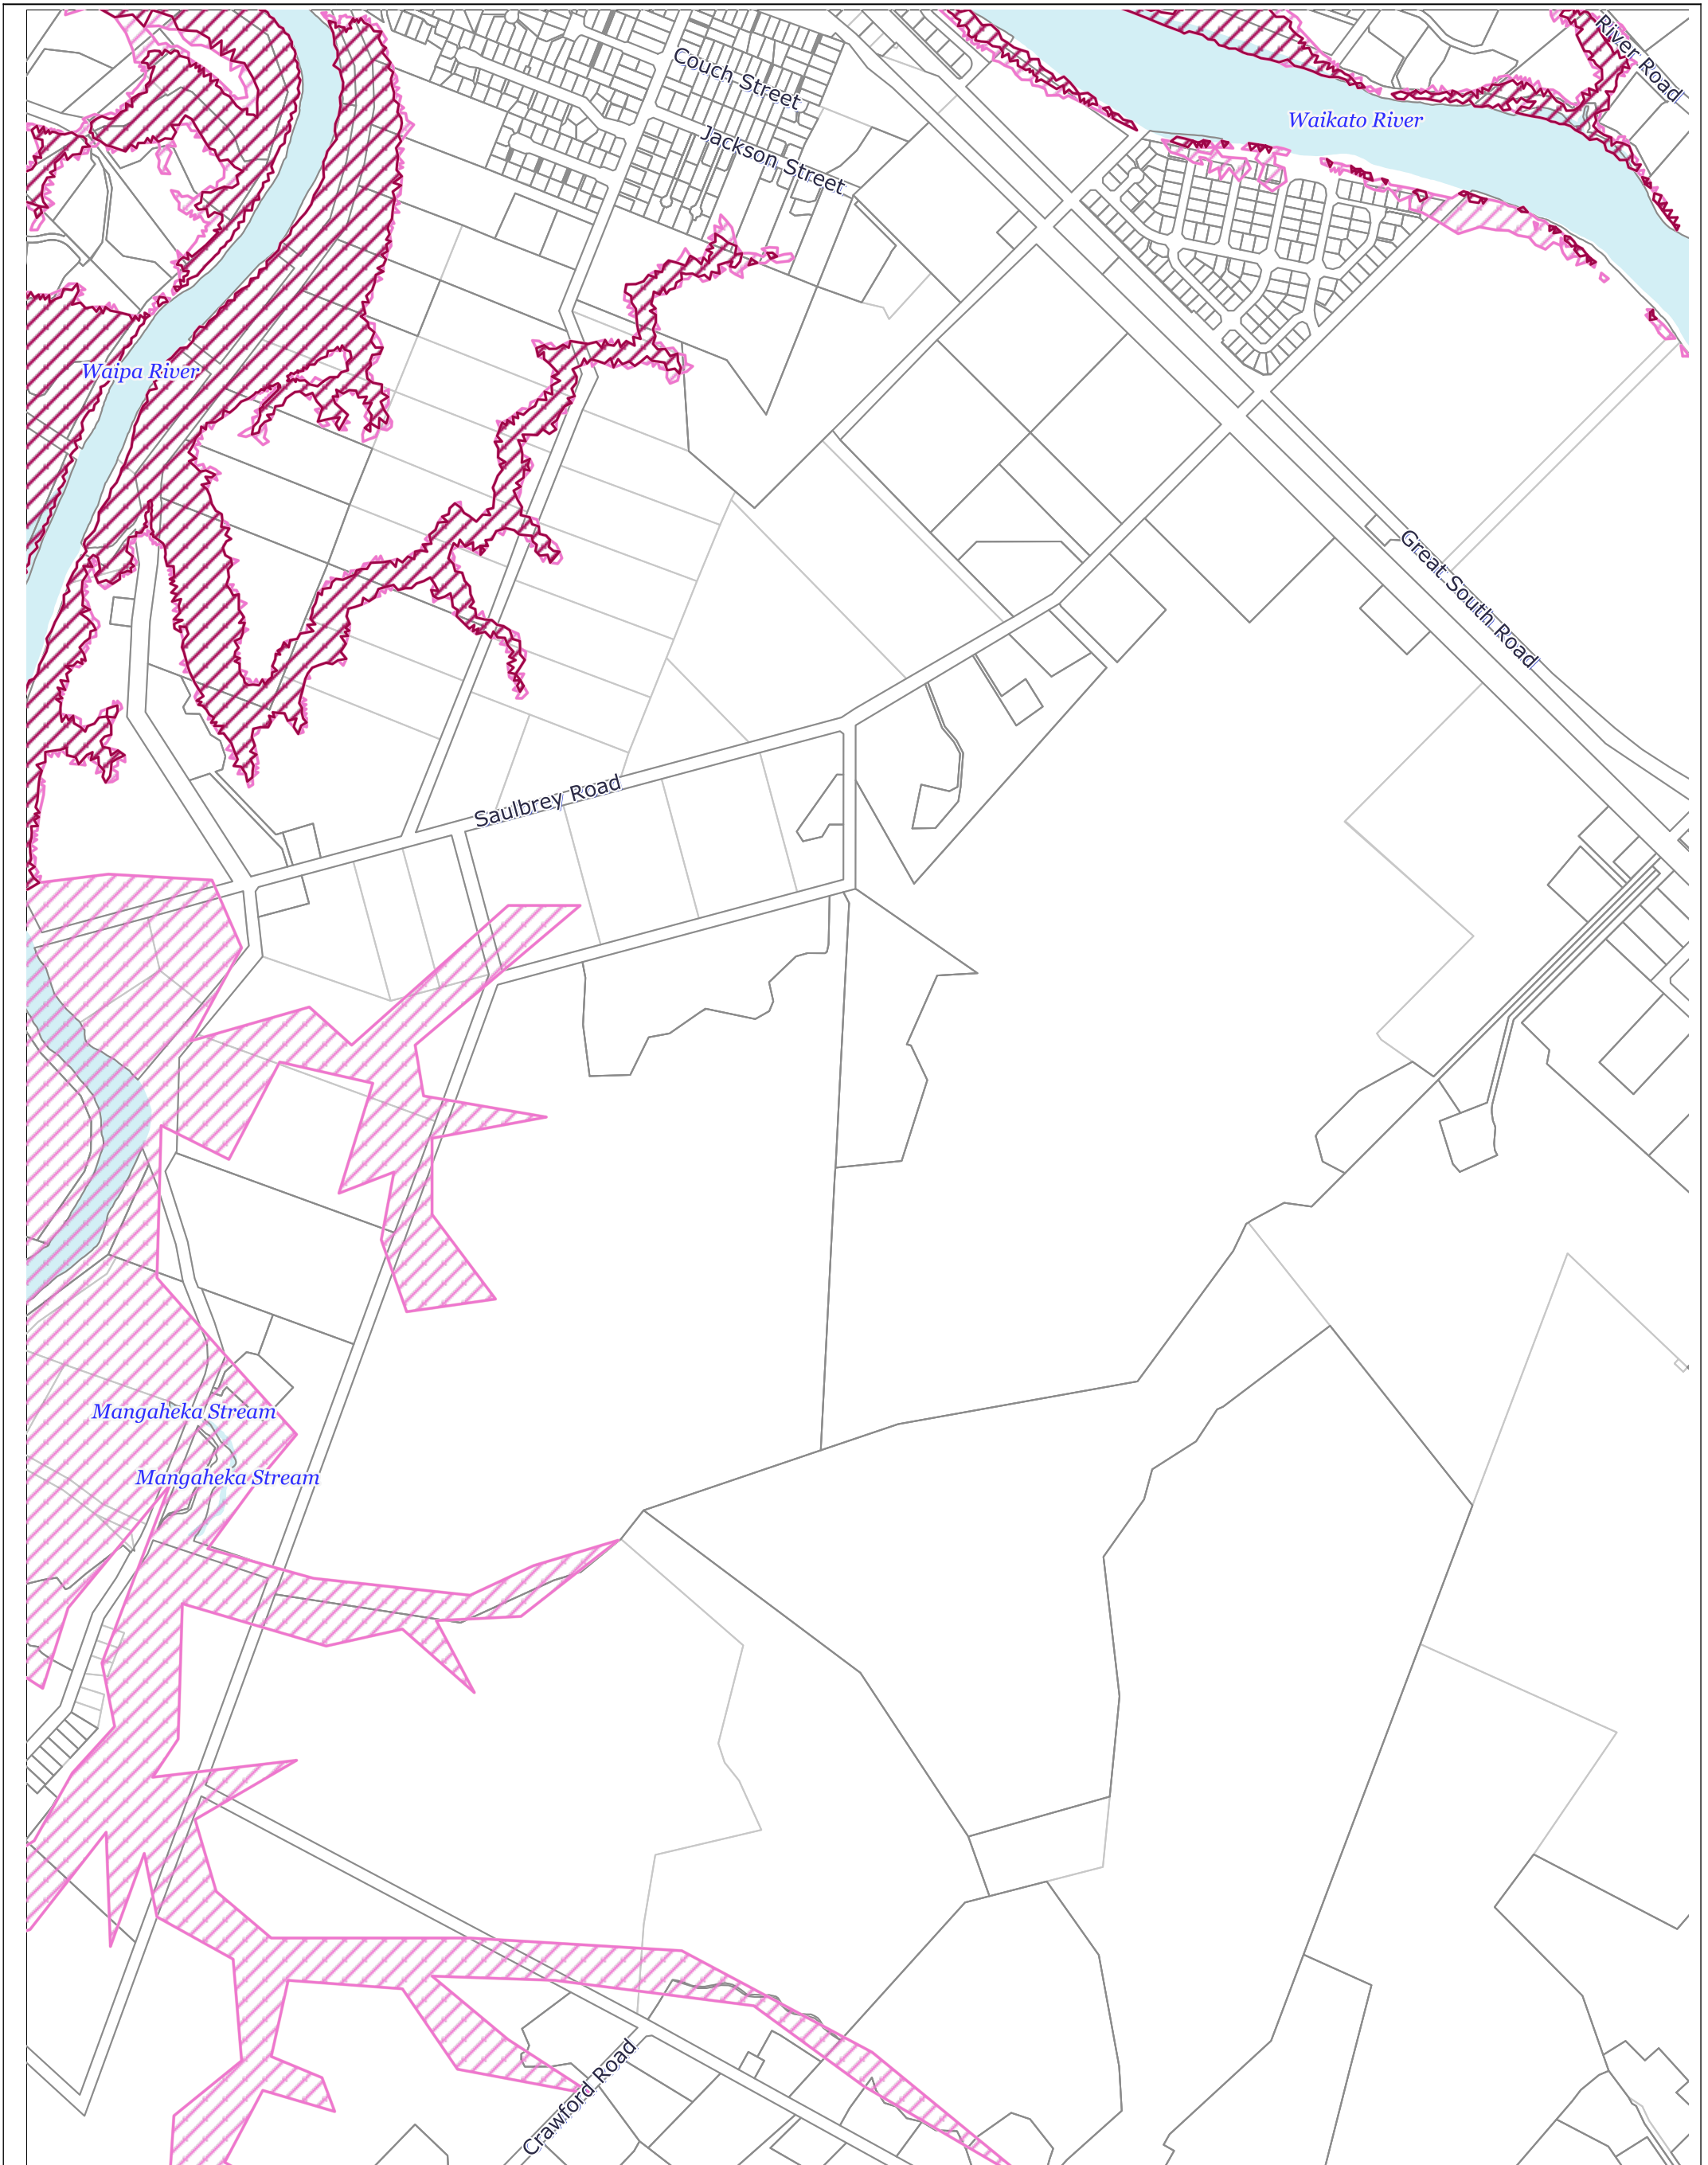 River Road
Couch Street
Waikato River
Jackson Street
Waipa River
Great South Road
Saulbrey Road
Mangaheka Stream
Mangaheka Stream
Crawford Road